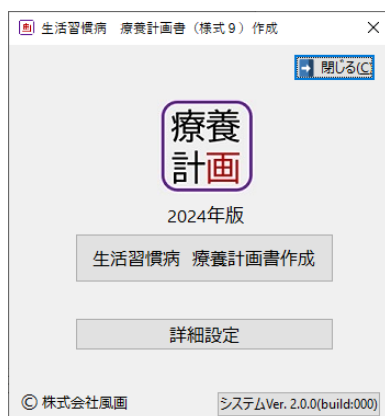 画 生活習慣病 療養計画書（様式９）作成
閉じる(C)
療養
計画
2024年版
生活習慣病 療養計画書作成
詳細設定
© 株式会社風画
システムVer. 2.0.0(build:000)